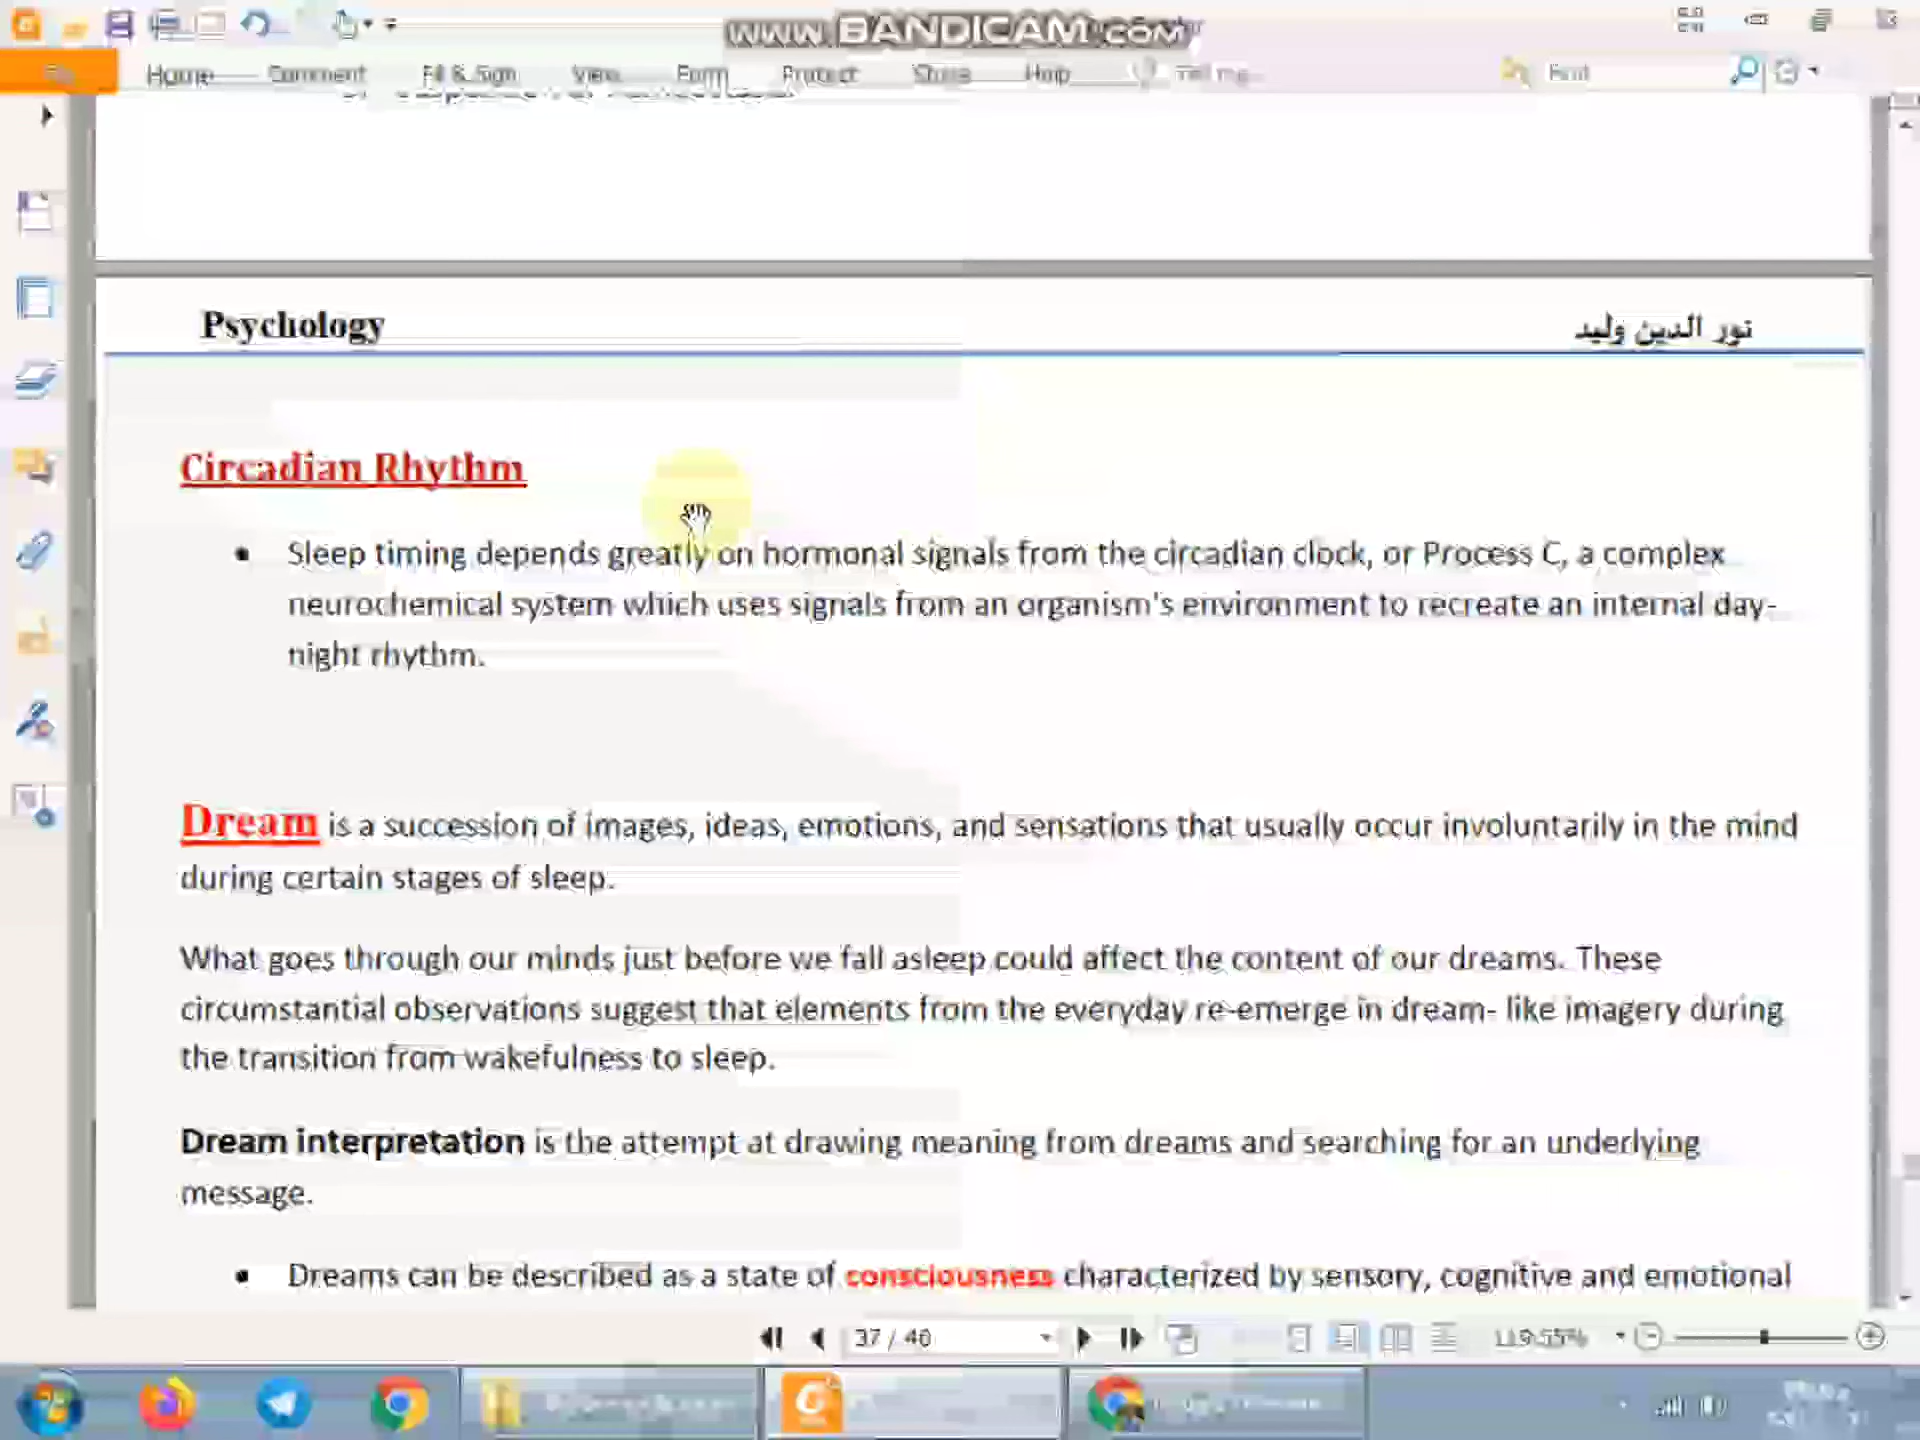 www.BANDICAM.com
Home Comment Fill & Sign View Form Protect Share Help Tell me... Find
Psychology
نور الدين وليد
Circadian Rhythm
• Sleep timing depends greatly on hormonal signals from the circadian clock, or Process C, a complex
neurochemical system which uses signals from an organism's environment to recreate an internal day-
night rhythm.
Dream is a succession of images, ideas, emotions, and sensations that usually occur involuntarily in the mind
during certain stages of sleep.
What goes through our minds just before we fall asleep could affect the content of our dreams. These
circumstantial observations suggest that elements from the everyday re-emerge in dream- like imagery during
the transition from wakefulness to sleep.
Dream interpretation is the attempt at drawing meaning from dreams and searching for an underlying
message.
• Dreams can be described as a state of consciousness characterized by sensory, cognitive and emotional
37 / 40
119.55%